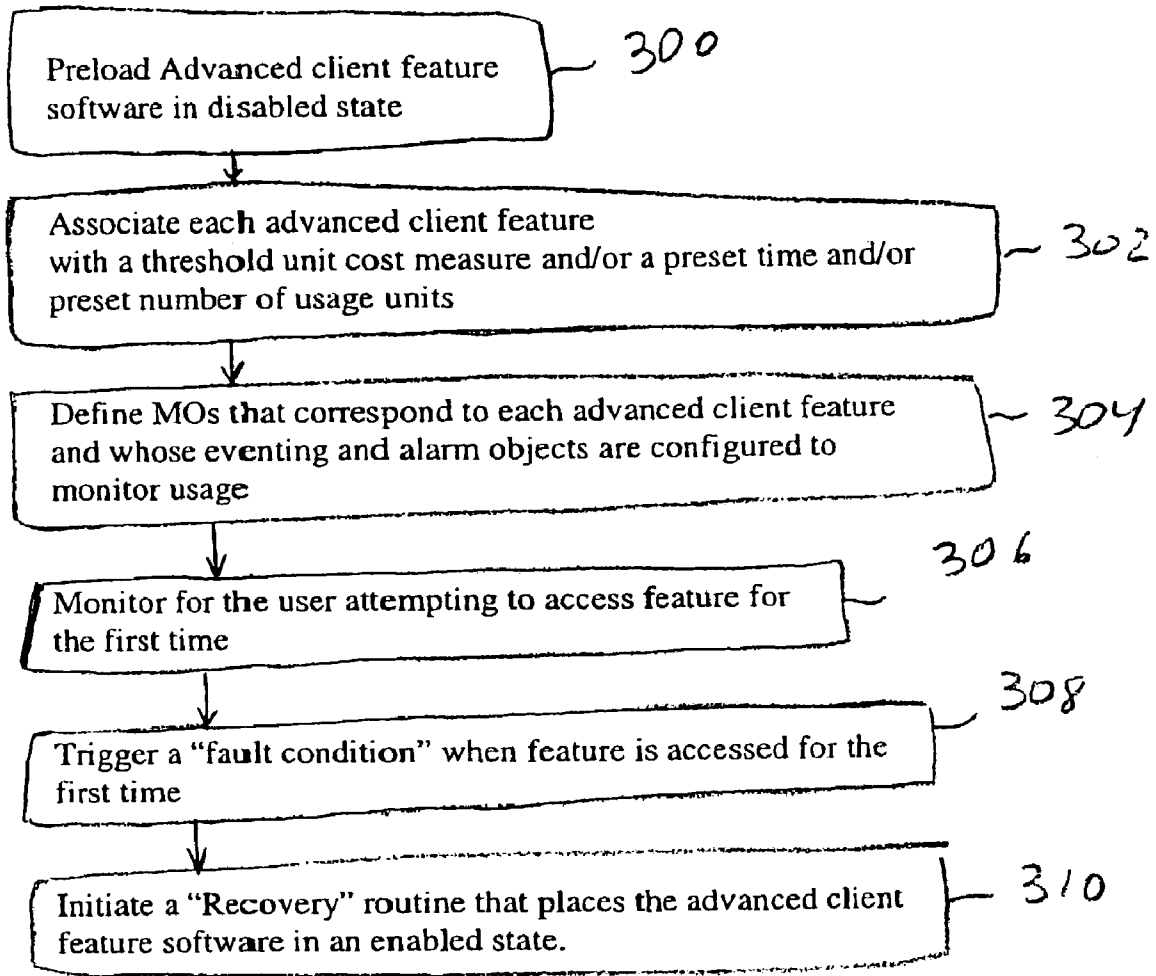 Preload Advanced client feature
software in disabled state
300
Associate each advanced client feature
with a threshold unit cost measure and/or a preset time and/or
preset number of usage units
302
Define MOs that correspond to each advanced client feature
and whose eventing and alarm objects are configured to
monitor usage
304
Monitor for the user attempting to access feature for
the first time
306
Trigger a “fault condition” when feature is accessed for the
first time
308
Initiate a “Recovery” routine that places the advanced client
feature software in an enabled state.
310